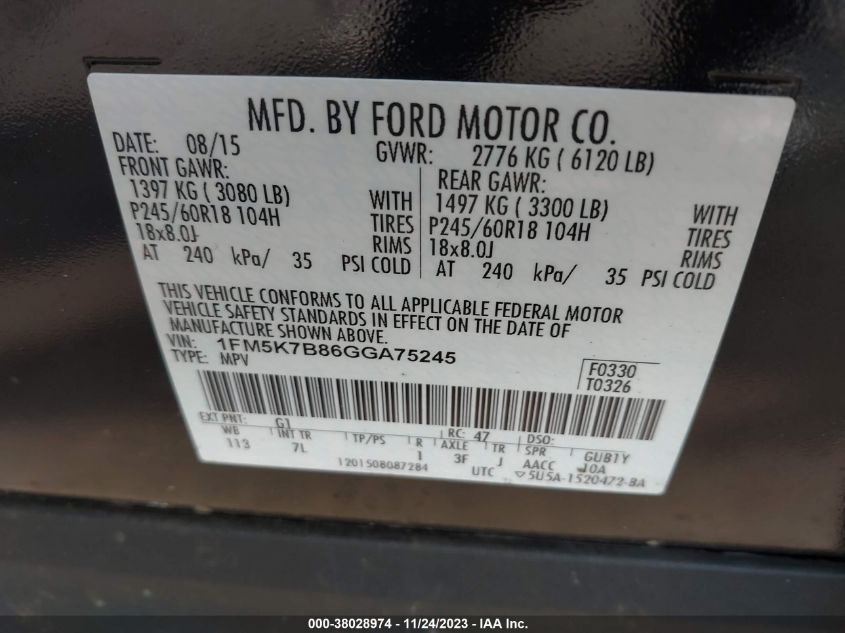 MFD. BY FORD MOTOR CO.
DATE: 08/15 GVWR: 2776 KG ( 6120 LB)
FRONT GAWR: REAR GAWR:
1397 KG ( 3080 LB) WITH 1497 KG ( 3300 LB) WITH
P245/60R18 104H TIRES P245/60R18 104H TIRES
18x8.0J RIMS 18x8.0J RIMS
AT 240 kPa/ 35 PSI COLD AT 240 kPa/ 35 PSI COLD
THIS VEHICLE CONFORMS TO ALL APPLICABLE FEDERAL MOTOR
VEHICLE SAFETY STANDARDS IN EFFECT ON THE DATE OF
MANUFACTURE SHOWN ABOVE.
VIN: 1FM5K7B86GGA75245
TYPE: MPV
F0330
T0326
EXT PNT: G1 RC: 47 DSO:
WB INT TR TP/PS R AXLE TR SPR GUB1Y
113 7L 1 3F J AACC 10A
1201508087284 UTC 5U5A-1520472-BA
000-38028974 - 11/24/2023 - IAA Inc.